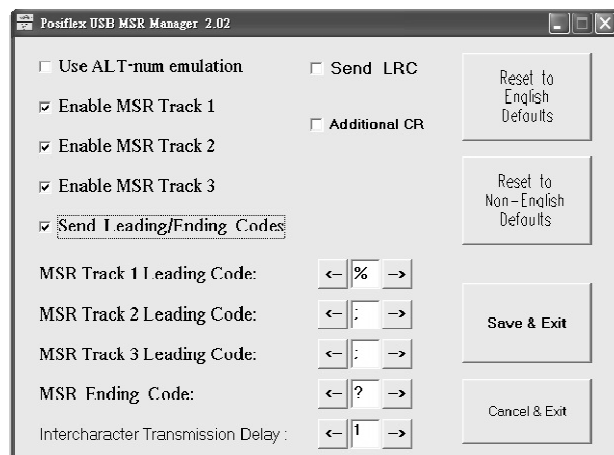 Posiflex USB MSR Manager 2.02
Use ALT-num emulation
Enable MSR Track 1
Enable MSR Track 2
Enable MSR Track 3
Send Leading/Ending Codes
Send LRC
Additional CR
Reset to
English
Defaults
Reset to
Non-English
Defaults
MSR Track 1 Leading Code: <- % ->
MSR Track 2 Leading Code: <- ; ->
MSR Track 3 Leading Code: <- ; ->
MSR Ending Code: <- ? ->
Intercharacter Transmission Delay : <- 1 ->
Save & Exit
Cancel & Exit